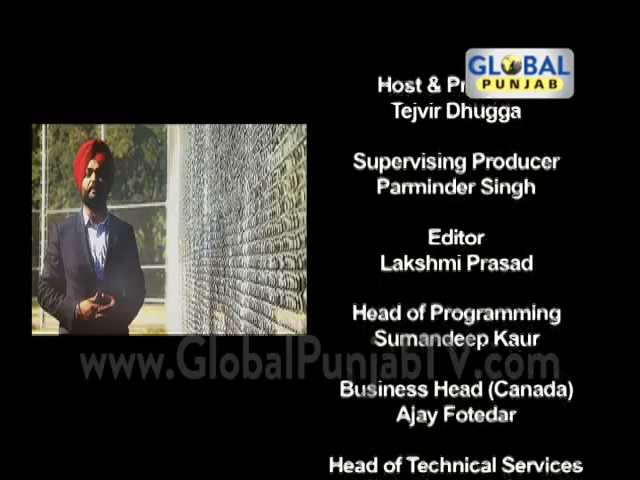 GLOBAL
PUNJAB
Host &
Tejvir Dhugga
Supervising Producer
Parminder Singh
Editor
Lakshmi Prasad
Head of Programming
Sumandeep Kaur
www.GlobalPunjabTV.com
Business Head (Canada)
Ajay Fotedar
Head of Technical Services